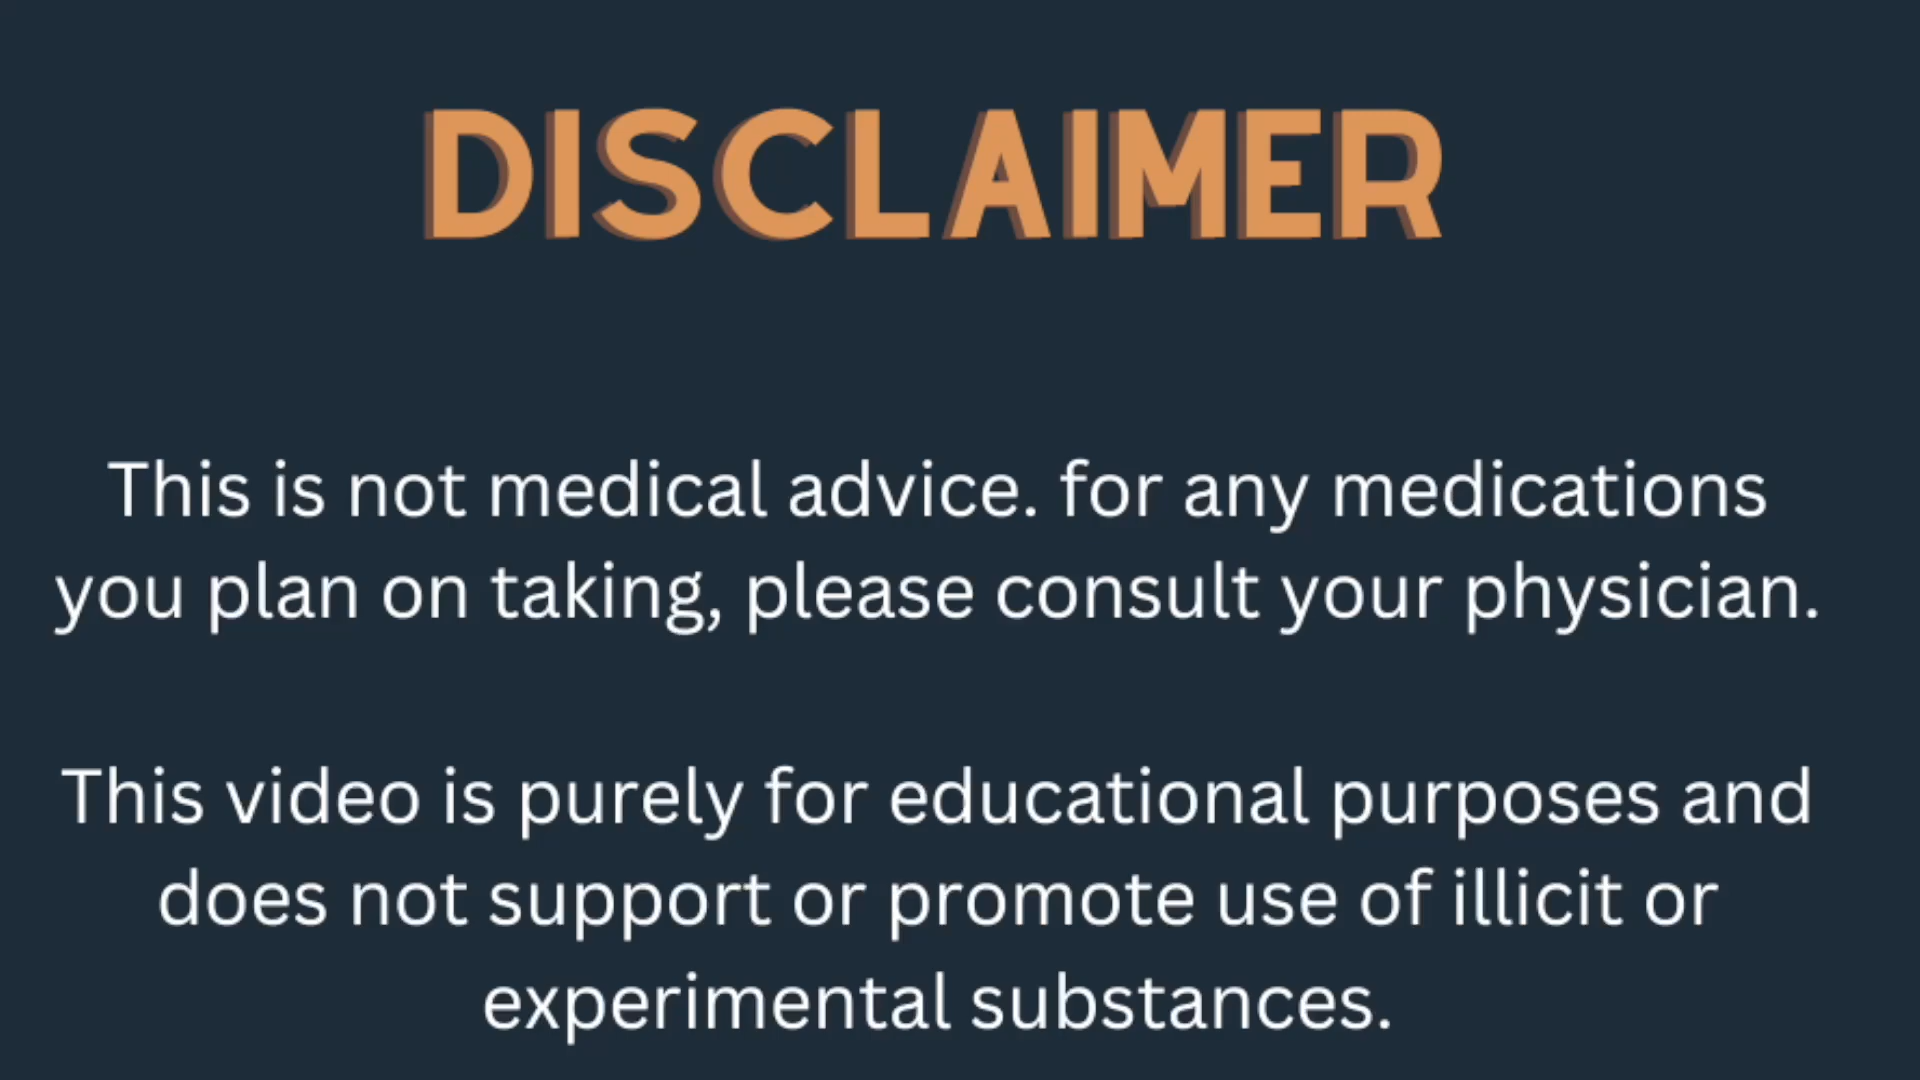 DISCLAIMER
This is not medical advice. for any medications
you plan on taking, please consult your physician.
This video is purely for educational purposes and
does not support or promote use of illicit or
experimental substances.